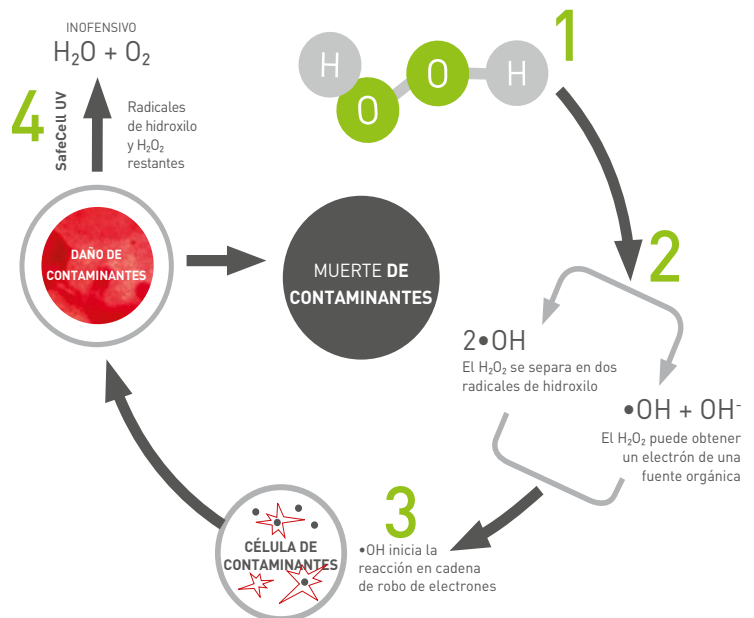 1
H
O
O
H
2
2•OH
El H₂O₂ se separa en dos
radicales de hidroxilo
•OH + OH⁻
El H₂O₂ puede obtener
un electrón de una
fuente orgánica
3
•OH inicia la
reacción en cadena
de robo de electrones
CÉLULA DE
CONTAMINANTES
DAÑO DE
CONTAMINANTES
MUERTE DE
CONTAMINANTES
4
SafeCell UV
Radicales
de hidroxilo
y H₂O₂
restantes
INOFENSIVO
H₂O + O₂